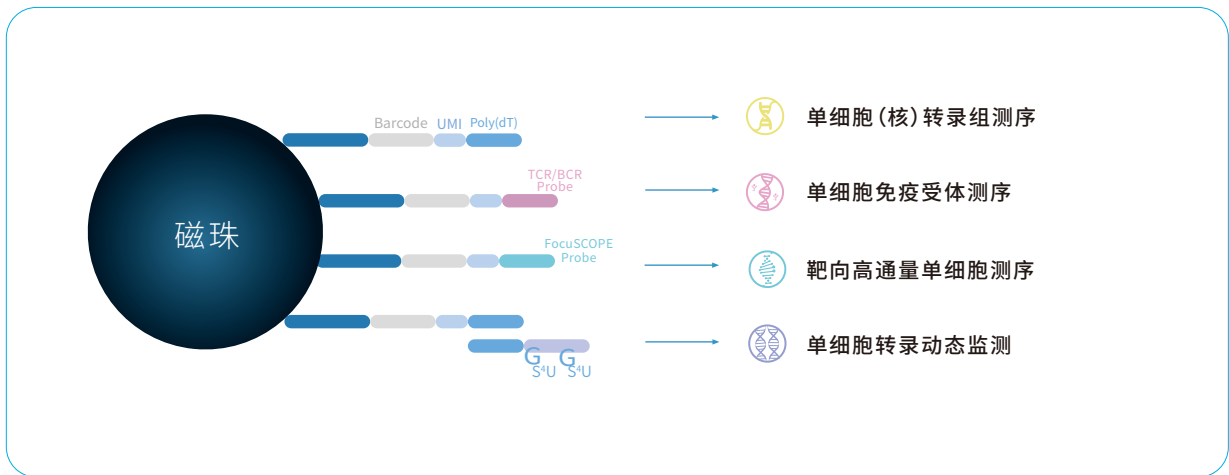 Barcode UMI Poly(dT)
单细胞(核)转录组测序
TCR/BCR
Probe
单细胞免疫受体测序
磁珠
FocuSCOPE
Probe
靶向高通量单细胞测序
单细胞转录动态监测
G G
S⁴U S⁴U